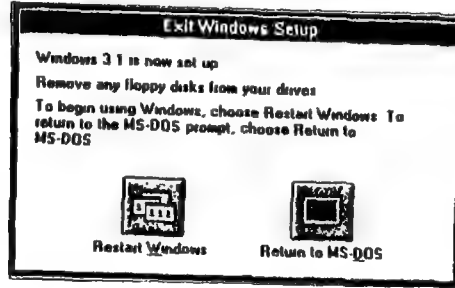 Exit Windows Setup
Windows 3.1 is now set up.
Remove any floppy disks from your drives.
To begin using Windows, choose Restart Windows. To
return to the MS-DOS prompt, choose Return to
MS-DOS.
Restart Windows
Return to MS-DOS